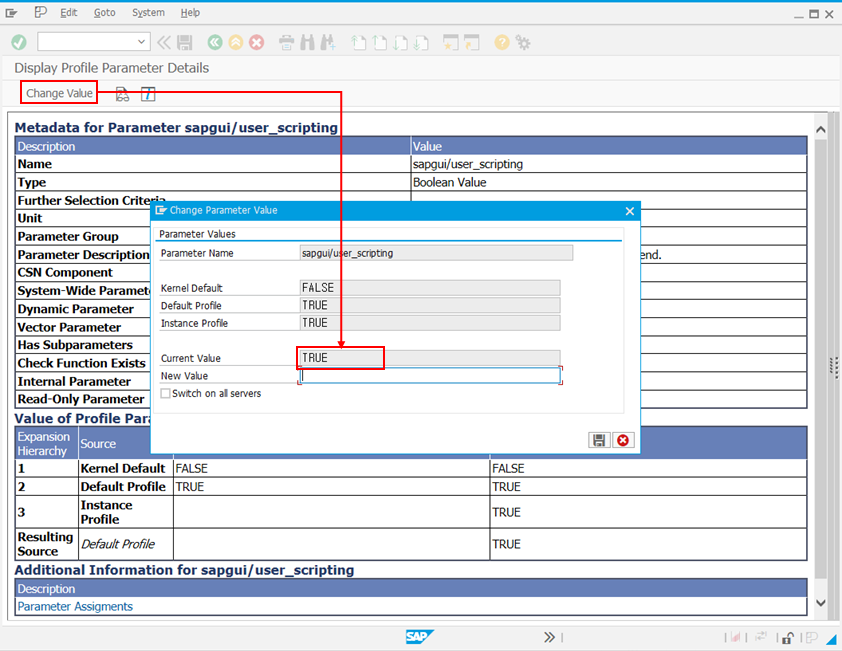 Edit Goto System Help
Display Profile Parameter Details
Change Value
Metadata for Parameter sapgui/user_scripting
Description Value
Name sapgui/user_scripting
Type Boolean Value
Further Selection Criteria
Unit
Parameter Group
Parameter Description end.
CSN Component
System-Wide Paramete
Dynamic Parameter
Vector Parameter
Has Subparameters
Check Function Exists
Internal Parameter
Read-Only Parameter
Change Parameter Value
Parameter Values
Parameter Name sapgui/user_scripting
Kernel Default FALSE
Default Profile TRUE
Instance Profile TRUE
Current Value TRUE
New Value
Switch on all servers
Value of Profile Para
Expansion Hierarchy Source
1 Kernel Default FALSE FALSE
2 Default Profile TRUE TRUE
3 Instance Profile TRUE
Resulting Source Default Profile TRUE
Additional Information for sapgui/user_scripting
Description
Parameter Assigments
SAP